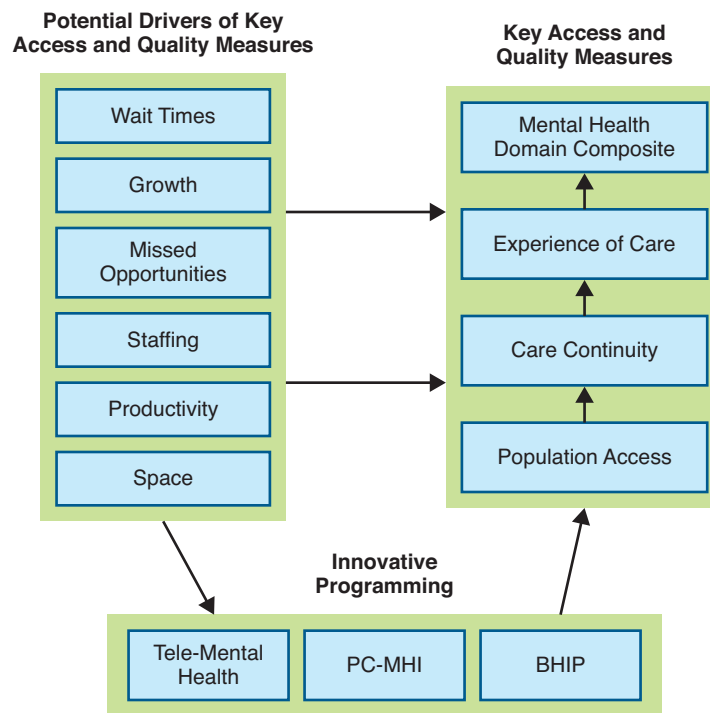 Potential Drivers of Key
Access and Quality Measures
Wait Times
Growth
Missed
Opportunities
Staffing
Productivity
Space
Key Access and
Quality Measures
Mental Health
Domain Composite
Experience of Care
Care Continuity
Population Access
Innovative
Programming
Tele-Mental
Health
PC-MHI
BHIP